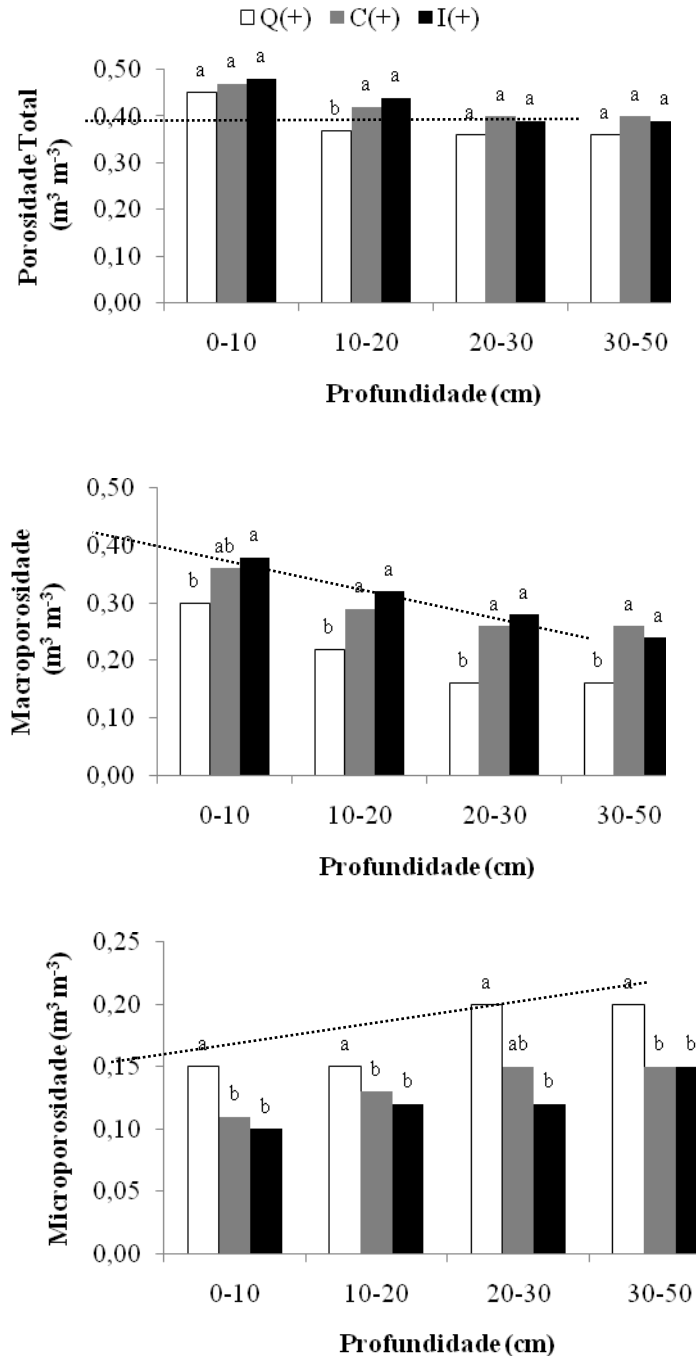 Q(+) C(+) I(+)
0,50
0,40
0,30
0,20
0,10
0,00
Porosidade Total
(m³ m⁻³)
a a a
b a a
a a a
a a a
0-10 10-20 20-30 30-50
Profundidade (cm)
0,50
0,40
0,30
0,20
0,10
0,00
Macroporosidade
(m³ m⁻³)
b ab a
b a a
b a a
b a a
0-10 10-20 20-30 30-50
Profundidade (cm)
0,25
0,20
0,15
0,10
0,05
0,00
Microporosidade (m³ m⁻³)
a b b
a b b
a ab b
a b b
0-10 10-20 20-30 30-50
Profundidade (cm)